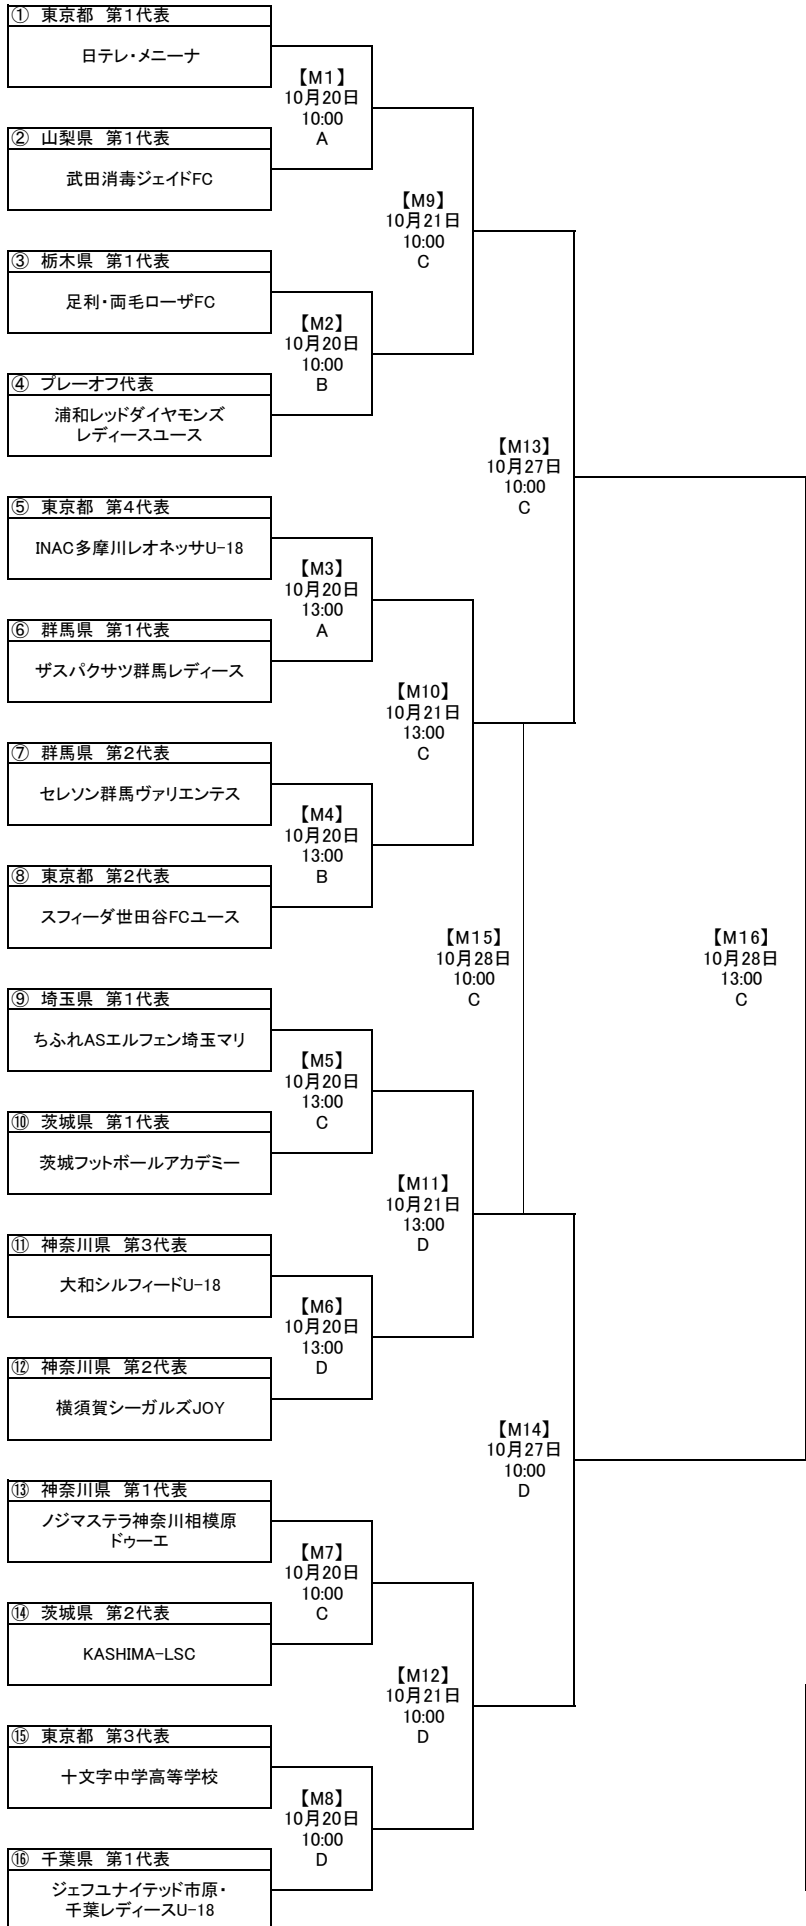 ① 東京都 第1代表
日テレ・メニーナ
【M1】
10月20日
10:00
A
② 山梨県 第1代表
武田消毒ジェイドFC
【M9】
10月21日
10:00
C
③ 栃木県 第1代表
足利・両毛ローザFC
【M2】
10月20日
10:00
B
④ プレーオフ代表
浦和レッドダイヤモンズ
レディースユース
【M13】
10月27日
10:00
C
⑤ 東京都 第4代表
INAC多摩川レオネッサU-18
【M3】
10月20日
13:00
A
⑥ 群馬県 第1代表
ザスパクサツ群馬レディース
【M10】
10月21日
13:00
C
⑦ 群馬県 第2代表
セレソン群馬ヴァリエンテス
【M4】
10月20日
13:00
B
⑧ 東京都 第2代表
スフィーダ世田谷FCユース
【M15】
10月28日
10:00
C
【M16】
10月28日
13:00
C
⑨ 埼玉県 第1代表
ちふれASエルフェン埼玉マリ
【M5】
10月20日
13:00
C
⑩ 茨城県 第1代表
茨城フットボールアカデミー
【M11】
10月21日
13:00
D
⑪ 神奈川県 第3代表
大和シルフィードU-18
【M6】
10月20日
13:00
D
⑫ 神奈川県 第2代表
横須賀シーガルズJOY
【M14】
10月27日
10:00
D
⑬ 神奈川県 第1代表
ノジマステラ神奈川相模原
ドゥーエ
【M7】
10月20日
10:00
C
⑭ 茨城県 第2代表
KASHIMA-LSC
【M12】
10月21日
10:00
D
⑮ 東京都 第3代表
十文字中学高等学校
【M8】
10月20日
10:00
D
⑯ 千葉県 第1代表
ジェフユナイテッド市原・
千葉レディースU-18